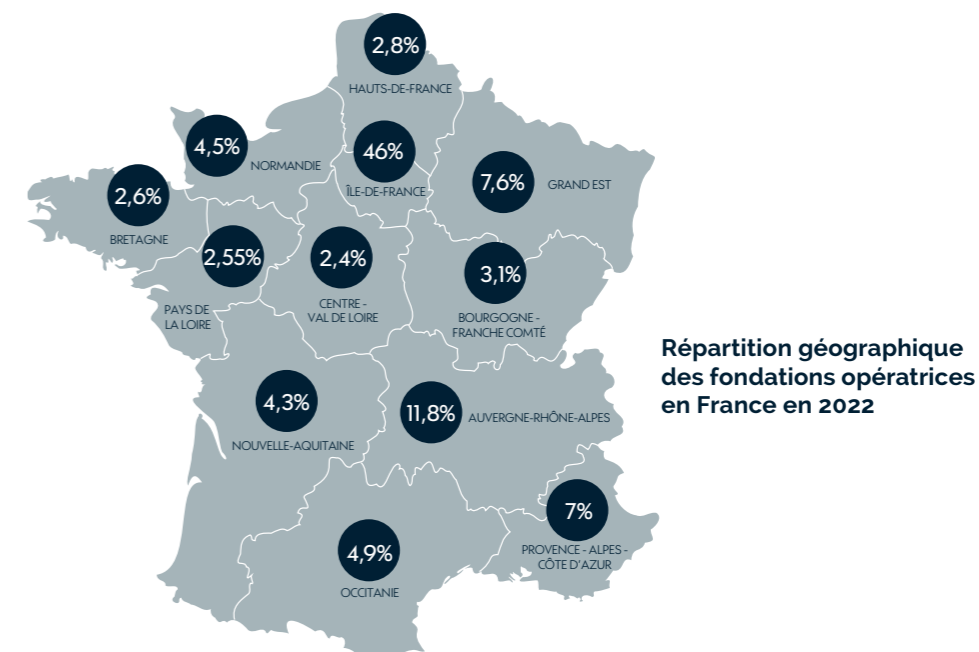 2,8%
HAUTS-DE-FRANCE
4,5%
NORMANDIE
46%
ÎLE-DE-FRANCE
7,6%
GRAND EST
2,6%
BRETAGNE
2,55%
PAYS DE
LA LOIRE
2,4%
CENTRE -
VAL DE LOIRE
3,1%
BOURGOGNE -
FRANCHE COMTÉ
Répartition géographique
des fondations opératrices
en France en 2022
4,3%
NOUVELLE-AQUITAINE
11,8%
AUVERGNE-RHÔNE-ALPES
7%
PROVENCE - ALPES -
CÔTE D'AZUR
4,9%
OCCITANIE